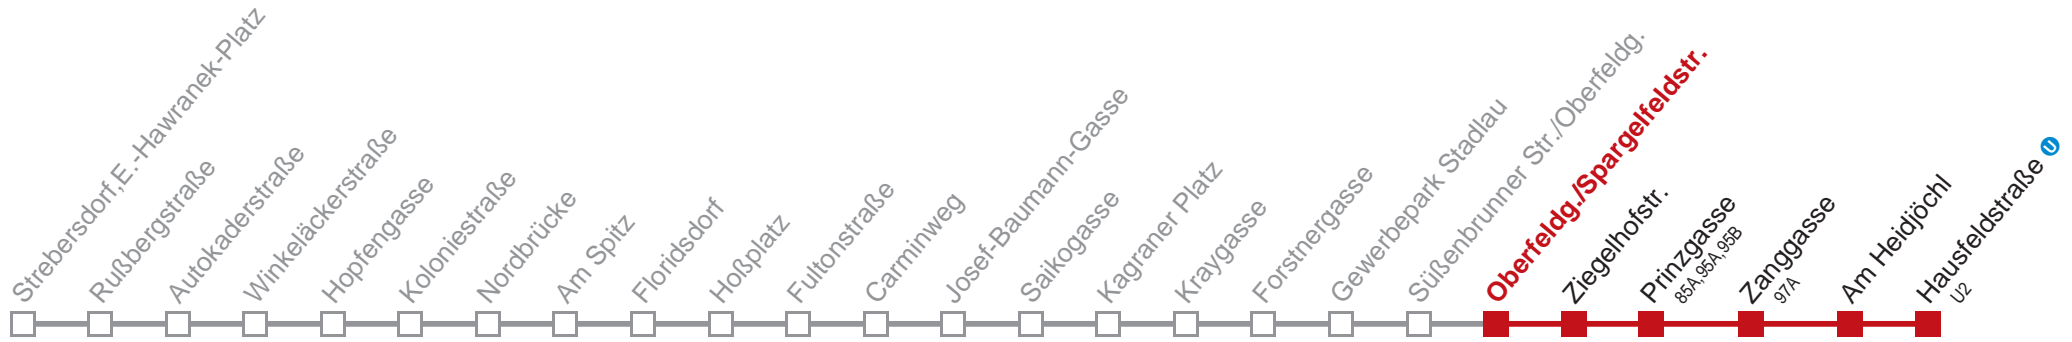 Strebersdorf,E.-Hawranek-Platz
Rußbergstraße
Autokaderstraße
Winkeläckerstraße
Hopfengasse
Koloniestraße
Nordbrücke
Am Spitz
Floridsdorf
Hoßplatz
Fultonstraße
Carminweg
Josef-Baumann-Gasse
Saikogasse
Kagraner Platz
Kraygasse
Forstnergasse
Gewerbepark Stadlau
Süßenbrunner Str./Oberfeldg.
Oberfeldg./Spargelfeldstr.
Ziegelhofstr.
Prinzgasse
85A,95A,95B
Zanggasse
97A
Am Heidjöchl
Hausfeldstraße U
U2